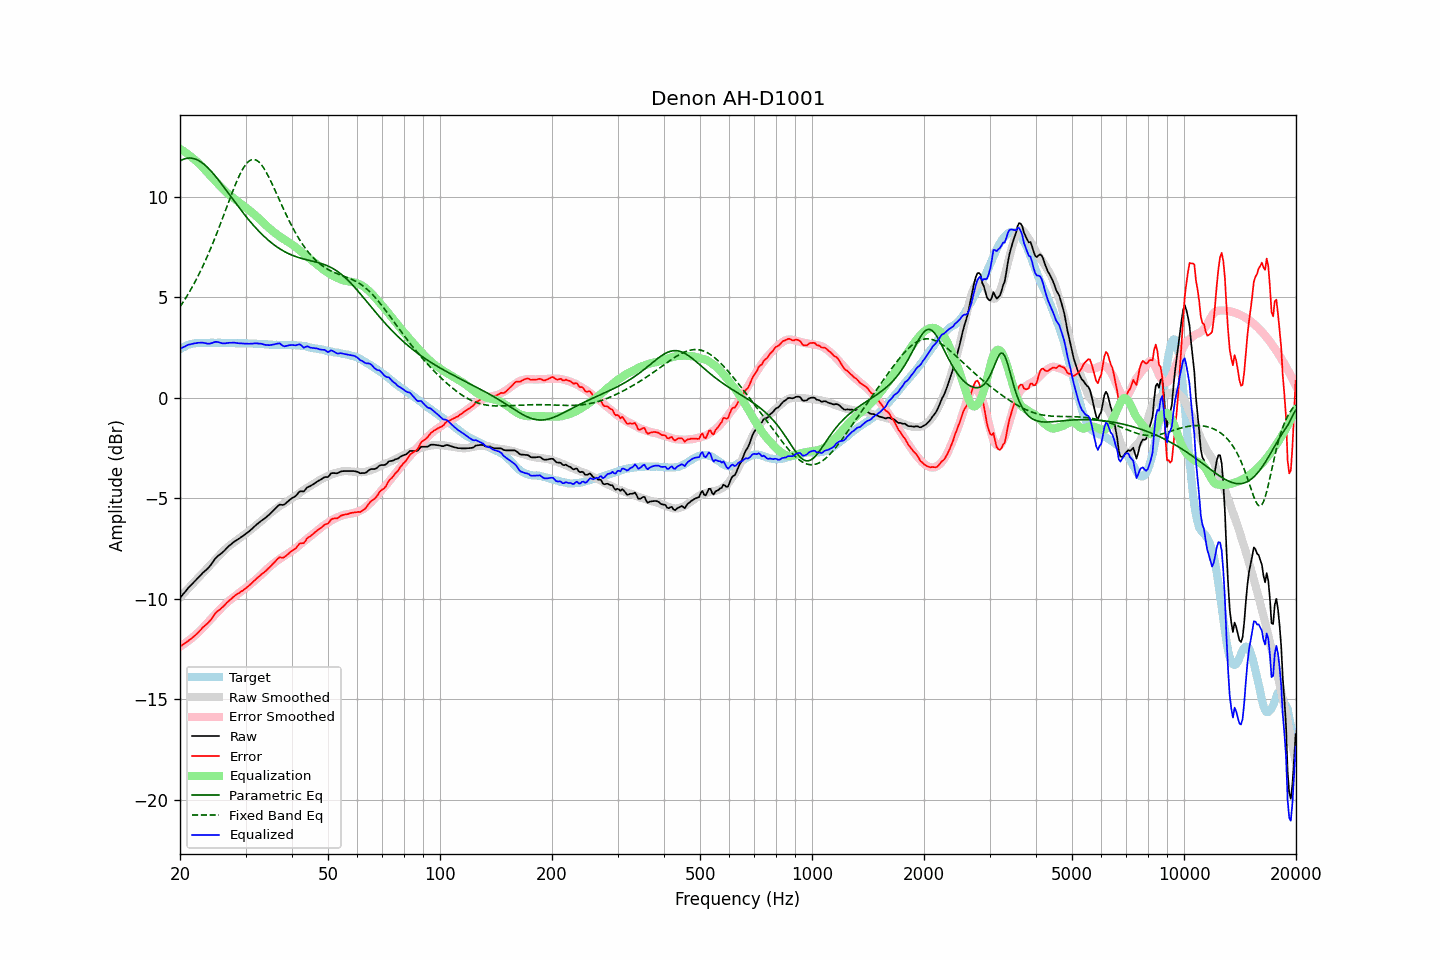 Denon AH-D1001
Amplitude (dBr)
10
5
0
−5
−10
−15
−20
Target
Raw Smoothed
Error Smoothed
Raw
Error
Equalization
Parametric Eq
Fixed Band Eq
Equalized
20 50 100 200 500 1000 2000 5000 10000 20000
Frequency (Hz)